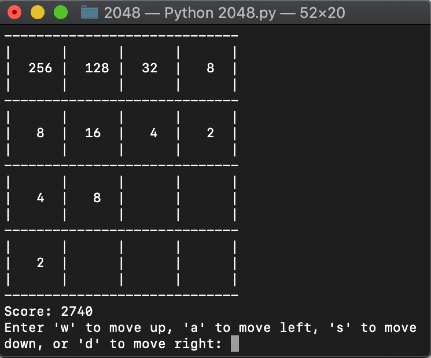 2048 — Python 2048.py — 52×20
256 | 128 | 32 | 8 |
8 | 16 | 4 | 2 |
4 | 8 | | |
2 | | | |
Score: 2740
Enter 'w' to move up, 'a' to move left, 's' to move
down, or 'd' to move right: